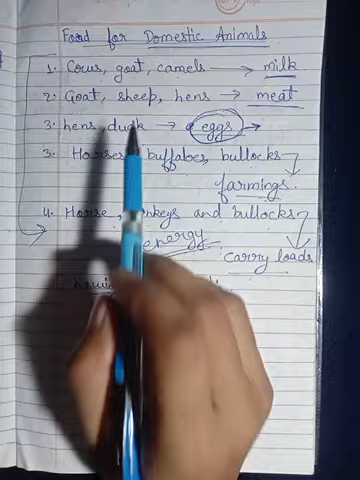 Food for Domestic Animals
1. Cows, goat, camels → milk
2. Goat, sheep, hens → meat
3. hens, duck → eggs →
3. Horses, buffaloes, bullocks
farmings.
4. Horse, and bullocks
energy
carry loads